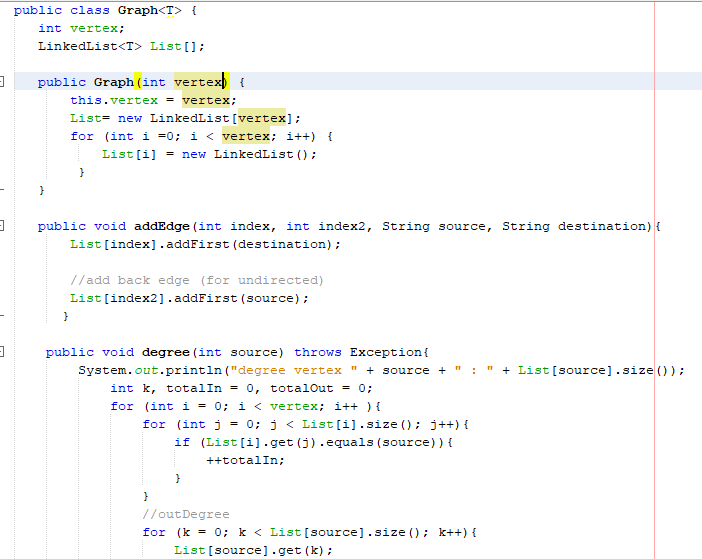 public class Graph<T> {
int vertex;
LinkedList<T> List[];
public Graph(int vertex) {
this.vertex = vertex;
List= new LinkedList[vertex];
for (int i =0; i < vertex; i++) {
List[i] = new LinkedList();
}
}
public void addEdge(int index, int index2, String source, String destination){
List[index].addFirst(destination);
//add back edge (for undirected)
List[index2].addFirst(source);
}
public void degree(int source) throws Exception{
System.out.println("degree vertex " + source + " : " + List[source].size());
int k, totalIn = 0, totalOut = 0;
for (int i = 0; i < vertex; i++ ){
for (int j = 0; j < List[i].size(); j++){
if (List[i].get(j).equals(source)){
++totalIn;
}
}
//outDegree
for (k = 0; k < List[source].size(); k++){
List[source].get(k);